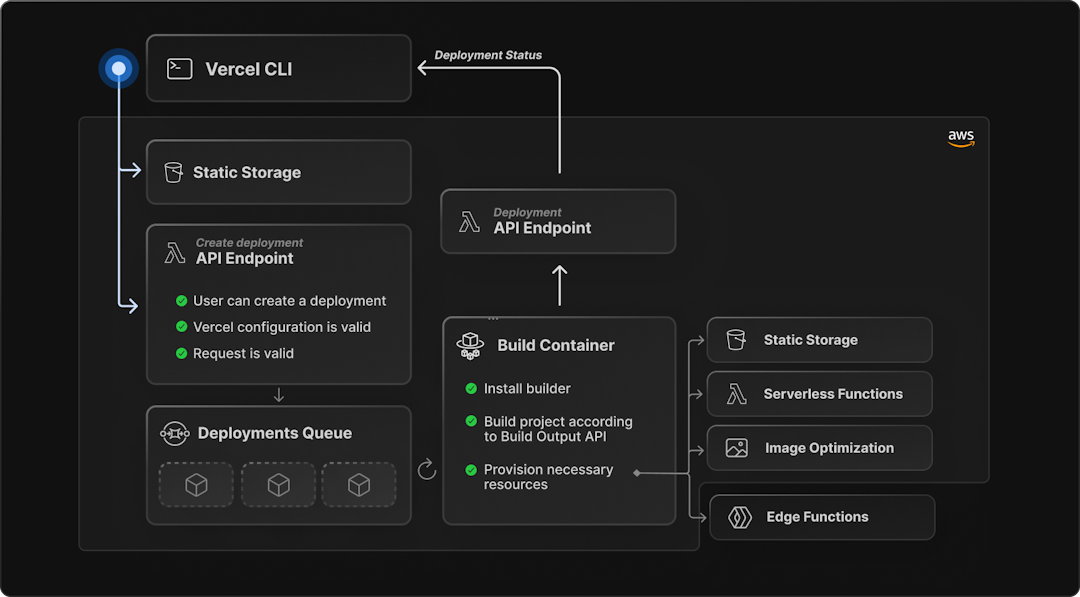 Vercel CLI
Deployment Status
aws
Static Storage
Create deployment
API Endpoint
User can create a deployment
Vercel configuration is valid
Request is valid
Deployments Queue
Deployment
API Endpoint
Build Container
Install builder
Build project according
to Build Output API
Provision necessary
resources
Static Storage
Serverless Functions
Image Optimization
Edge Functions